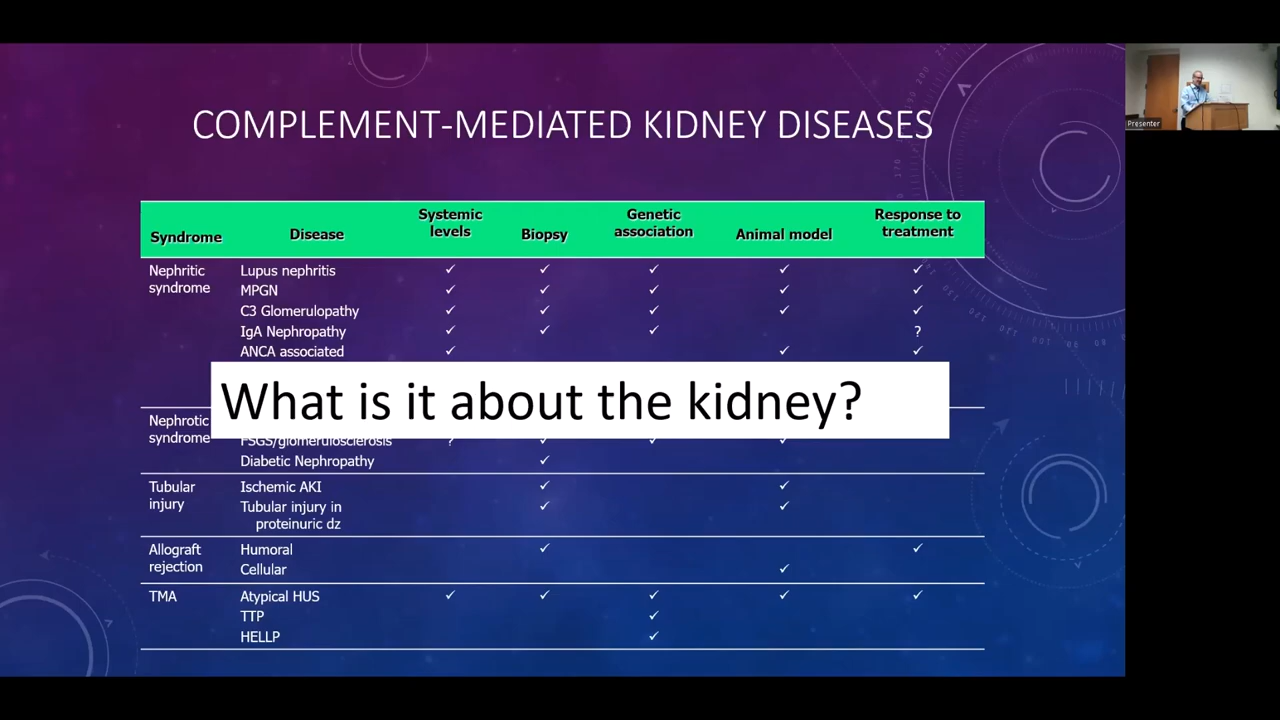 COMPLEMENT-MEDIATED KIDNEY DISEASES
Presenter
Syndrome Disease Systemic levels Biopsy Genetic association Animal model Response to treatment
Nephritic syndrome
Lupus nephritis ✓ ✓ ✓ ✓ ✓
MPGN ✓ ✓ ✓ ✓ ✓
C3 Glomerulopathy ✓ ✓ ✓ ✓ ✓
IgA Nephropathy ✓ ✓ ✓ ?
ANCA associated ✓ ✓ ✓
What is it about the kidney?
Nephrotic syndrome
FSGS/glomerulosclerosis ? ✓ ✓ ✓
Diabetic Nephropathy ✓
Tubular injury
Ischemic AKI ✓ ✓
Tubular injury in ✓ ✓
proteinuric dz
Allograft rejection
Humoral ✓ ✓
Cellular ✓
TMA Atypical HUS ✓ ✓ ✓ ✓ ✓
TTP ✓
HELLP ✓